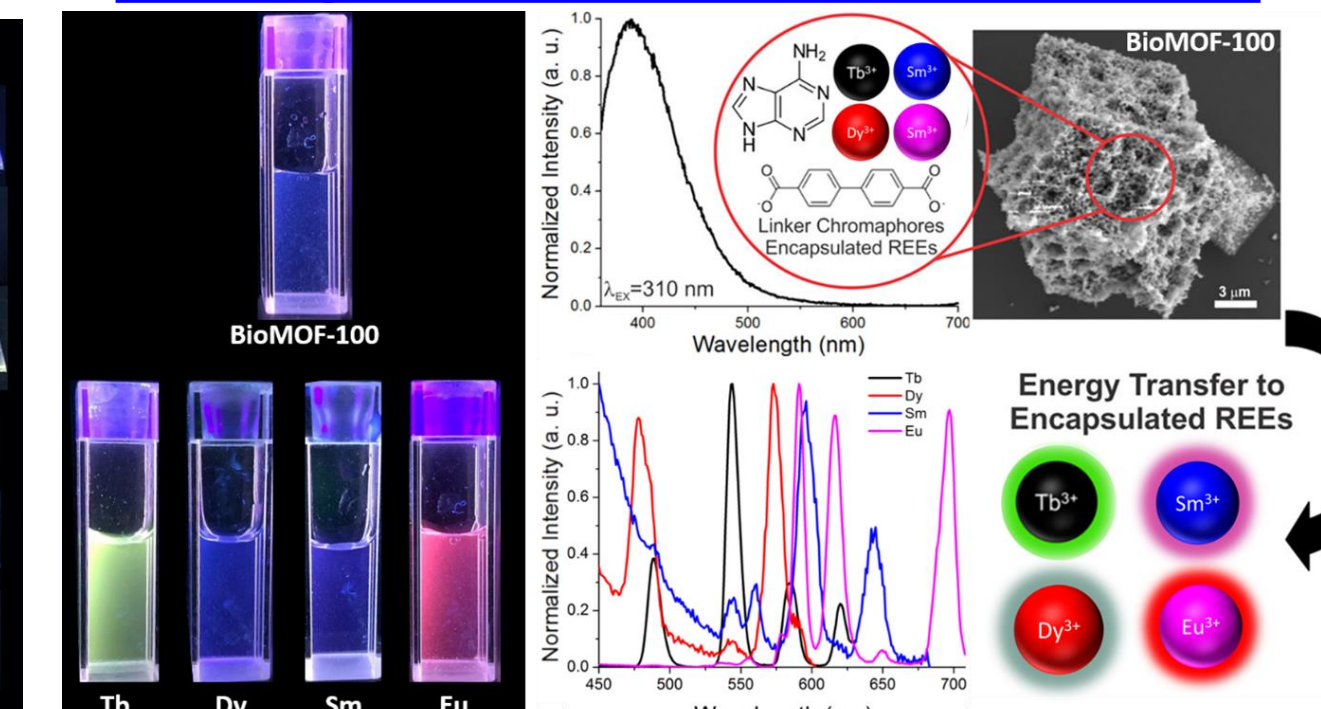 BioMOF-100
Tb
Dy
Sm
Eu
Normalized Intensity (a. u.)
1.0
0.8
0.6
0.4
0.2
0.0
400
500
600
700
Wavelength (nm)
λEX=310 nm
NH2
N
N
N
N
H
Tb3+
Sm3+
Dy3+
Sm3+
O
O-
O
O-
Linker Chromaphores
Encapsulated REEs
BioMOF-100
3 μm
Normalized Intensity (a. u.)
1.0
0.8
0.6
0.4
0.2
0.0
450
500
550
600
650
700
Tb
Dy
Sm
Eu
Energy Transfer to
Encapsulated REEs
Tb3+
Sm3+
Dy3+
Eu3+